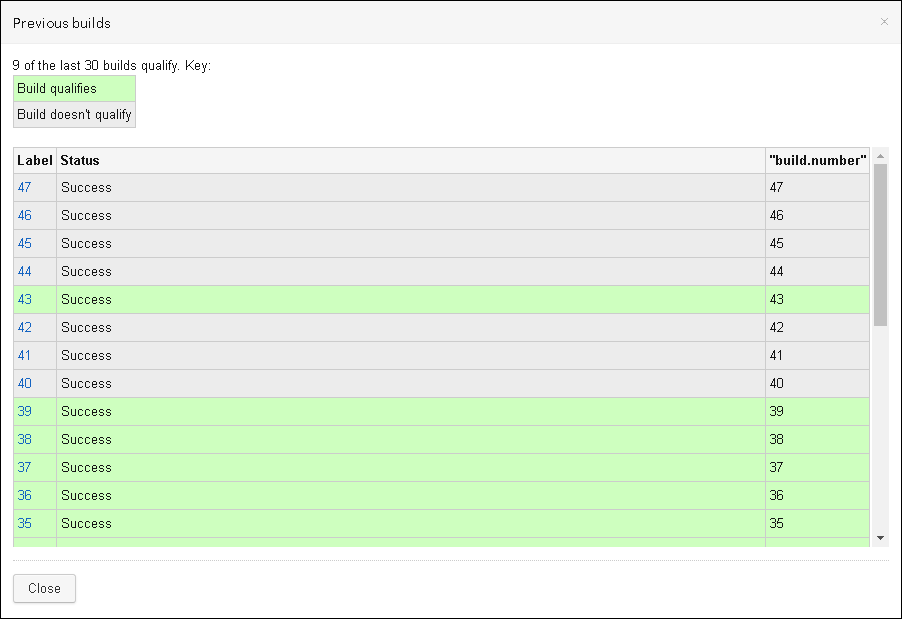 Previous builds ×
9 of the last 30 builds qualify. Key:
Build qualifies
Build doesn't qualify
Label Status "build.number"
47 Success 47
46 Success 46
45 Success 45
44 Success 44
43 Success 43
42 Success 42
41 Success 41
40 Success 40
39 Success 39
38 Success 38
37 Success 37
36 Success 36
35 Success 35
Close